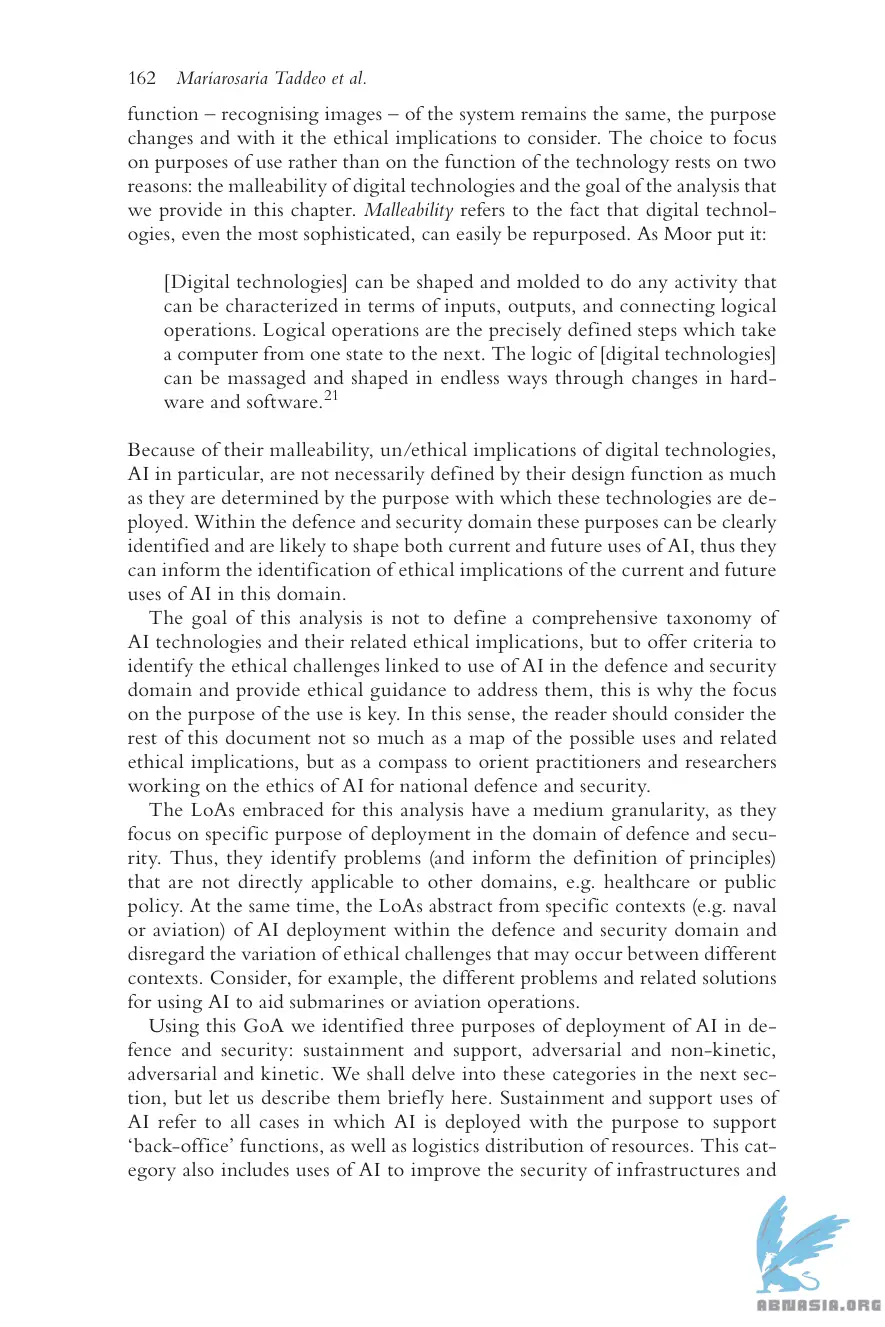 162 Mariarosaria Taddeo et al.
function – recognising images – of the system remains the same, the purpose
changes and with it the ethical implications to consider. The choice to focus
on purposes of use rather than on the function of the technology rests on two
reasons: the malleability of digital technologies and the goal of the analysis that
we provide in this chapter. Malleability refers to the fact that digital technol-
ogies, even the most sophisticated, can easily be repurposed. As Moor put it:
[Digital technologies] can be shaped and molded to do any activity that
can be characterized in terms of inputs, outputs, and connecting logical
operations. Logical operations are the precisely defined steps which take
a computer from one state to the next. The logic of [digital technologies]
can be massaged and shaped in endless ways through changes in hard-
ware and software.21
Because of their malleability, un/ethical implications of digital technologies,
AI in particular, are not necessarily defined by their design function as much
as they are determined by the purpose with which these technologies are de-
ployed. Within the defence and security domain these purposes can be clearly
identified and are likely to shape both current and future uses of AI, thus they
can inform the identification of ethical implications of the current and future
uses of AI in this domain.
The goal of this analysis is not to define a comprehensive taxonomy of
AI technologies and their related ethical implications, but to offer criteria to
identify the ethical challenges linked to use of AI in the defence and security
domain and provide ethical guidance to address them, this is why the focus
on the purpose of the use is key. In this sense, the reader should consider the
rest of this document not so much as a map of the possible uses and related
ethical implications, but as a compass to orient practitioners and researchers
working on the ethics of AI for national defence and security.
The LoAs embraced for this analysis have a medium granularity, as they
focus on specific purpose of deployment in the domain of defence and secu-
rity. Thus, they identify problems (and inform the definition of principles)
that are not directly applicable to other domains, e.g. healthcare or public
policy. At the same time, the LoAs abstract from specific contexts (e.g. naval
or aviation) of AI deployment within the defence and security domain and
disregard the variation of ethical challenges that may occur between different
contexts. Consider, for example, the different problems and related solutions
for using AI to aid submarines or aviation operations.
Using this GoA we identified three purposes of deployment of AI in de-
fence and security: sustainment and support, adversarial and non-kinetic,
adversarial and kinetic. We shall delve into these categories in the next sec-
tion, but let us describe them briefly here. Sustainment and support uses of
AI refer to all cases in which AI is deployed with the purpose to support
‘back-office’ functions, as well as logistics distribution of resources. This cat-
egory also includes uses of AI to improve the security of infrastructures and
ABNASIA.ORG